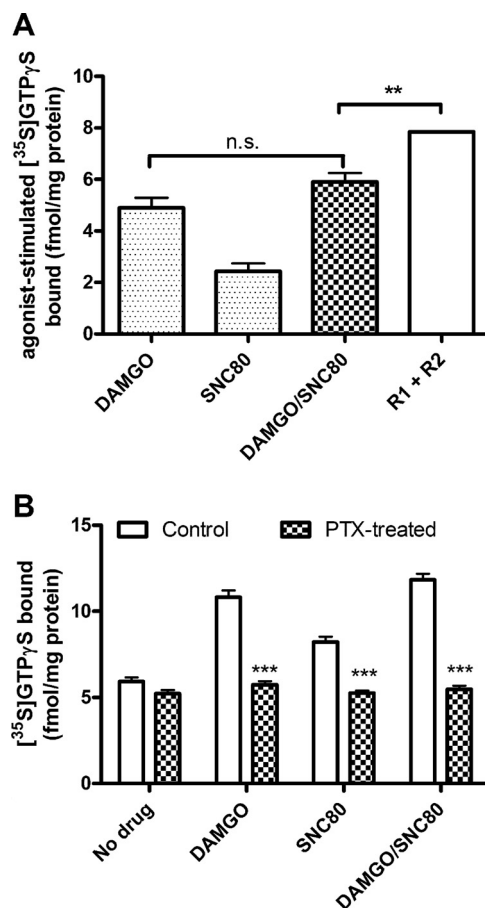 A
agonist-stimulated [³⁵S]GTPγS
bound (fmol/mg protein)
10
8
6
4
2
0
n.s.
**
DAMGO
SNC80
DAMGO/SNC80
R1 + R2
B
[³⁵S]GTPγS bound
(fmol/mg protein)
15
10
5
0
Control
PTX-treated
***
***
***
No drug
DAMGO
SNC80
DAMGO/SNC80